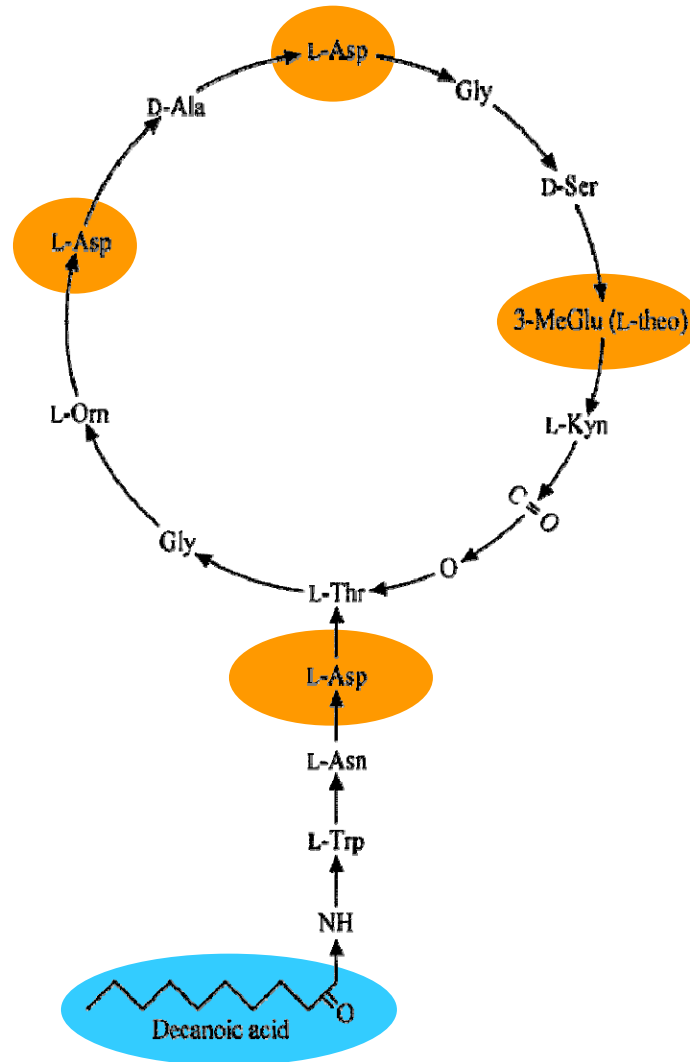 L-Asp
Gly
D-Ala
D-Ser
L-Asp
3-MeGlu (L-theo)
L-Orn
L-Kyn
C=O
Gly
O
L-Thr
L-Asp
L-Asn
L-Trp
NH
O
Decanoic acid